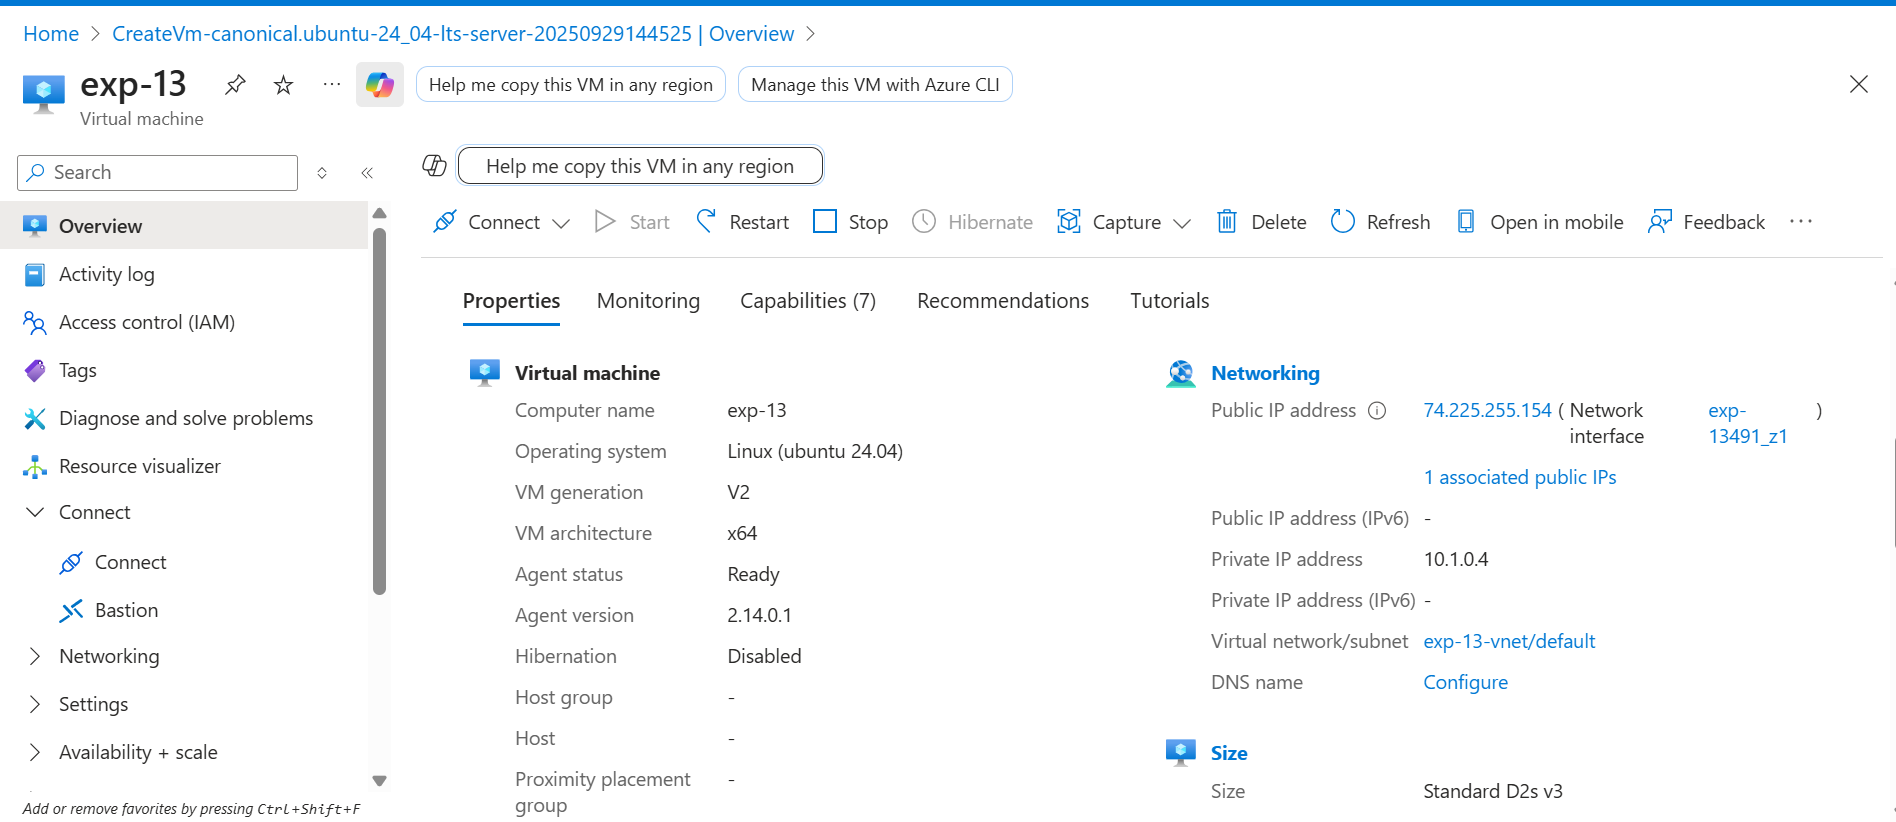 Home > CreateVm-canonical.ubuntu-24_04-lts-server-20250929144525 | Overview >
exp-13
Virtual machine
Help me copy this VM in any region
Manage this VM with Azure CLI
Search
Help me copy this VM in any region
Connect
Start
Restart
Stop
Hibernate
Capture
Delete
Refresh
Open in mobile
Feedback
Overview
Activity log
Access control (IAM)
Tags
Diagnose and solve problems
Resource visualizer
Connect
Connect
Bastion
Networking
Settings
Availability + scale
Add or remove favorites by pressing Ctrl+Shift+F
Properties
Monitoring
Capabilities (7)
Recommendations
Tutorials
Virtual machine
Computer name exp-13
Operating system Linux (ubuntu 24.04)
VM generation V2
VM architecture x64
Agent status Ready
Agent version 2.14.0.1
Hibernation Disabled
Host group -
Host -
Proximity placement -
group
Networking
Public IP address 74.225.255.154 ( Network exp- )
interface 13491_z1
1 associated public IPs
Public IP address (IPv6) -
Private IP address 10.1.0.4
Private IP address (IPv6) -
Virtual network/subnet exp-13-vnet/default
DNS name Configure
Size
Size Standard D2s v3